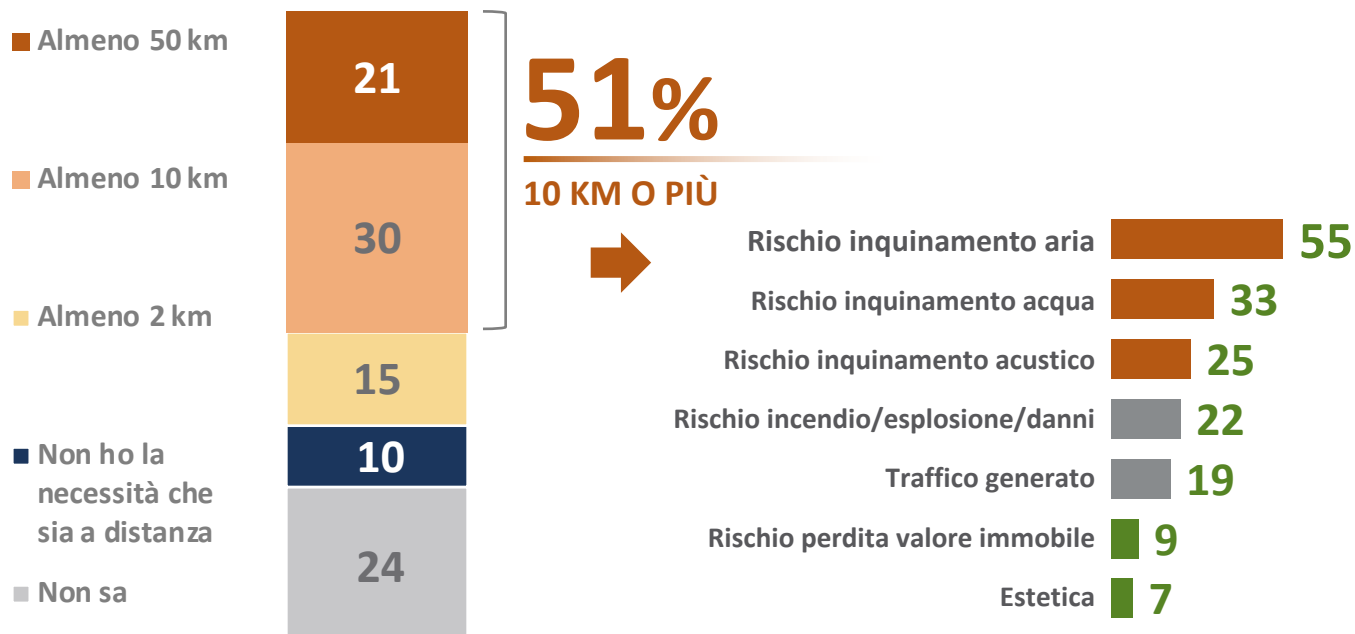 Almeno 50 km
Almeno 10 km
Almeno 2 km
Non ho la
necessità che
sia a distanza
Non sa
21
30
15
10
24
51%
10 KM O PIÙ
Rischio inquinamento aria 55
Rischio inquinamento acqua 33
Rischio inquinamento acustico 25
Rischio incendio/esplosione/danni 22
Traffico generato 19
Rischio perdita valore immobile 9
Estetica 7